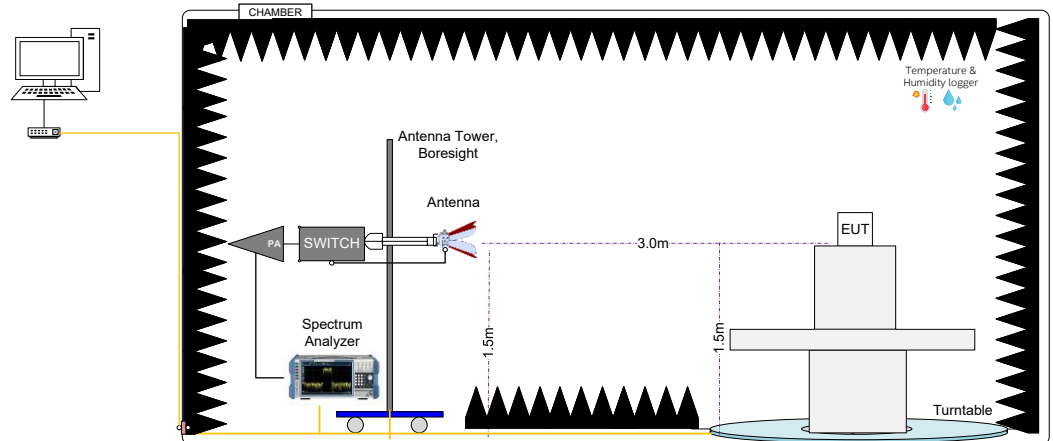 CHAMBER
Temperature &
Humidity logger
Antenna Tower,
Boresight
Antenna
PA
SWITCH
3.0m
EUT
1.5m
1.5m
Spectrum
Analyzer
Turntable